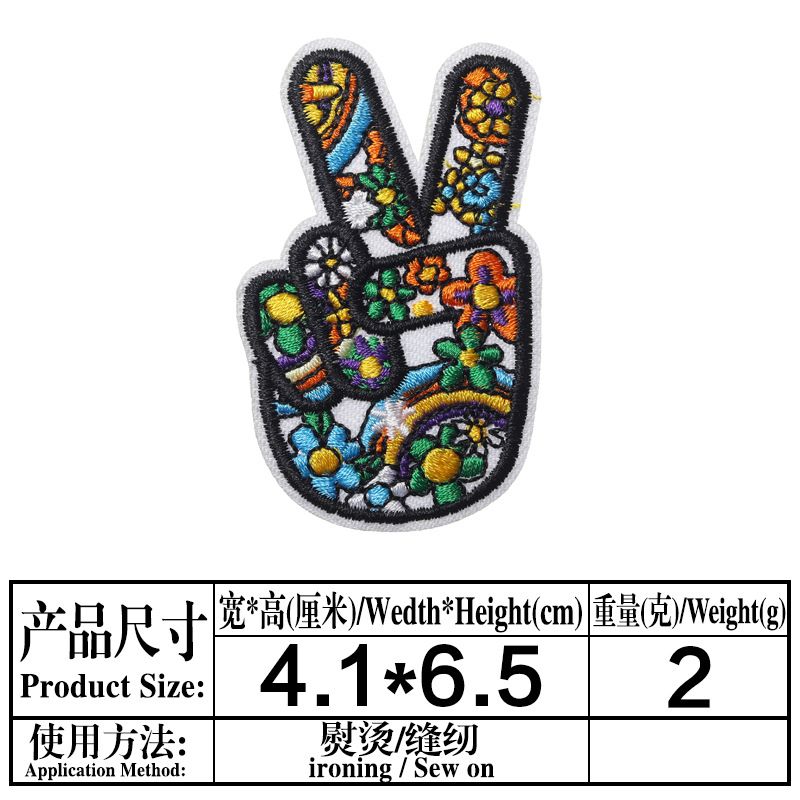 产品尺寸
Product Size:
宽*高(厘米)/Wedth*Height(cm)
重量(克)/Weight(g)
4.1*6.5
2
使用方法:
Application Method:
熨烫/缝纫
ironing / Sew on